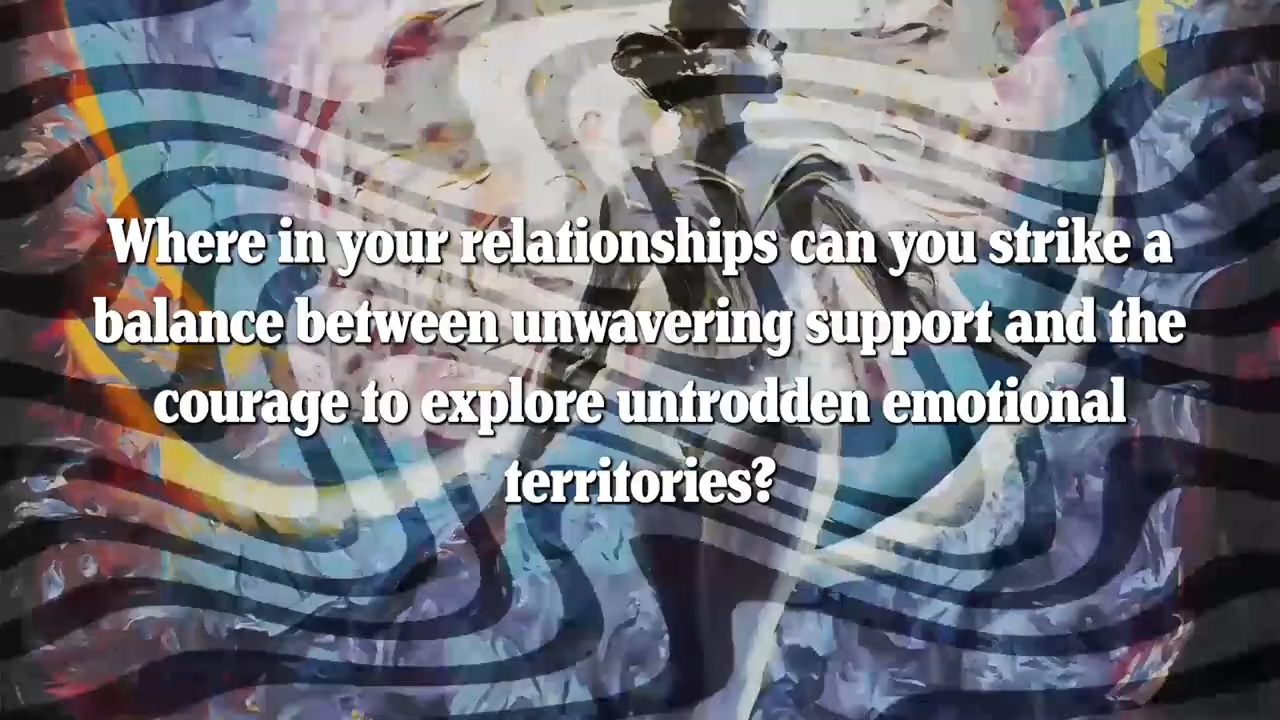 Where in your relationships can you strike a
balance between unwavering support and the
courage to explore untrodden emotional
territories?